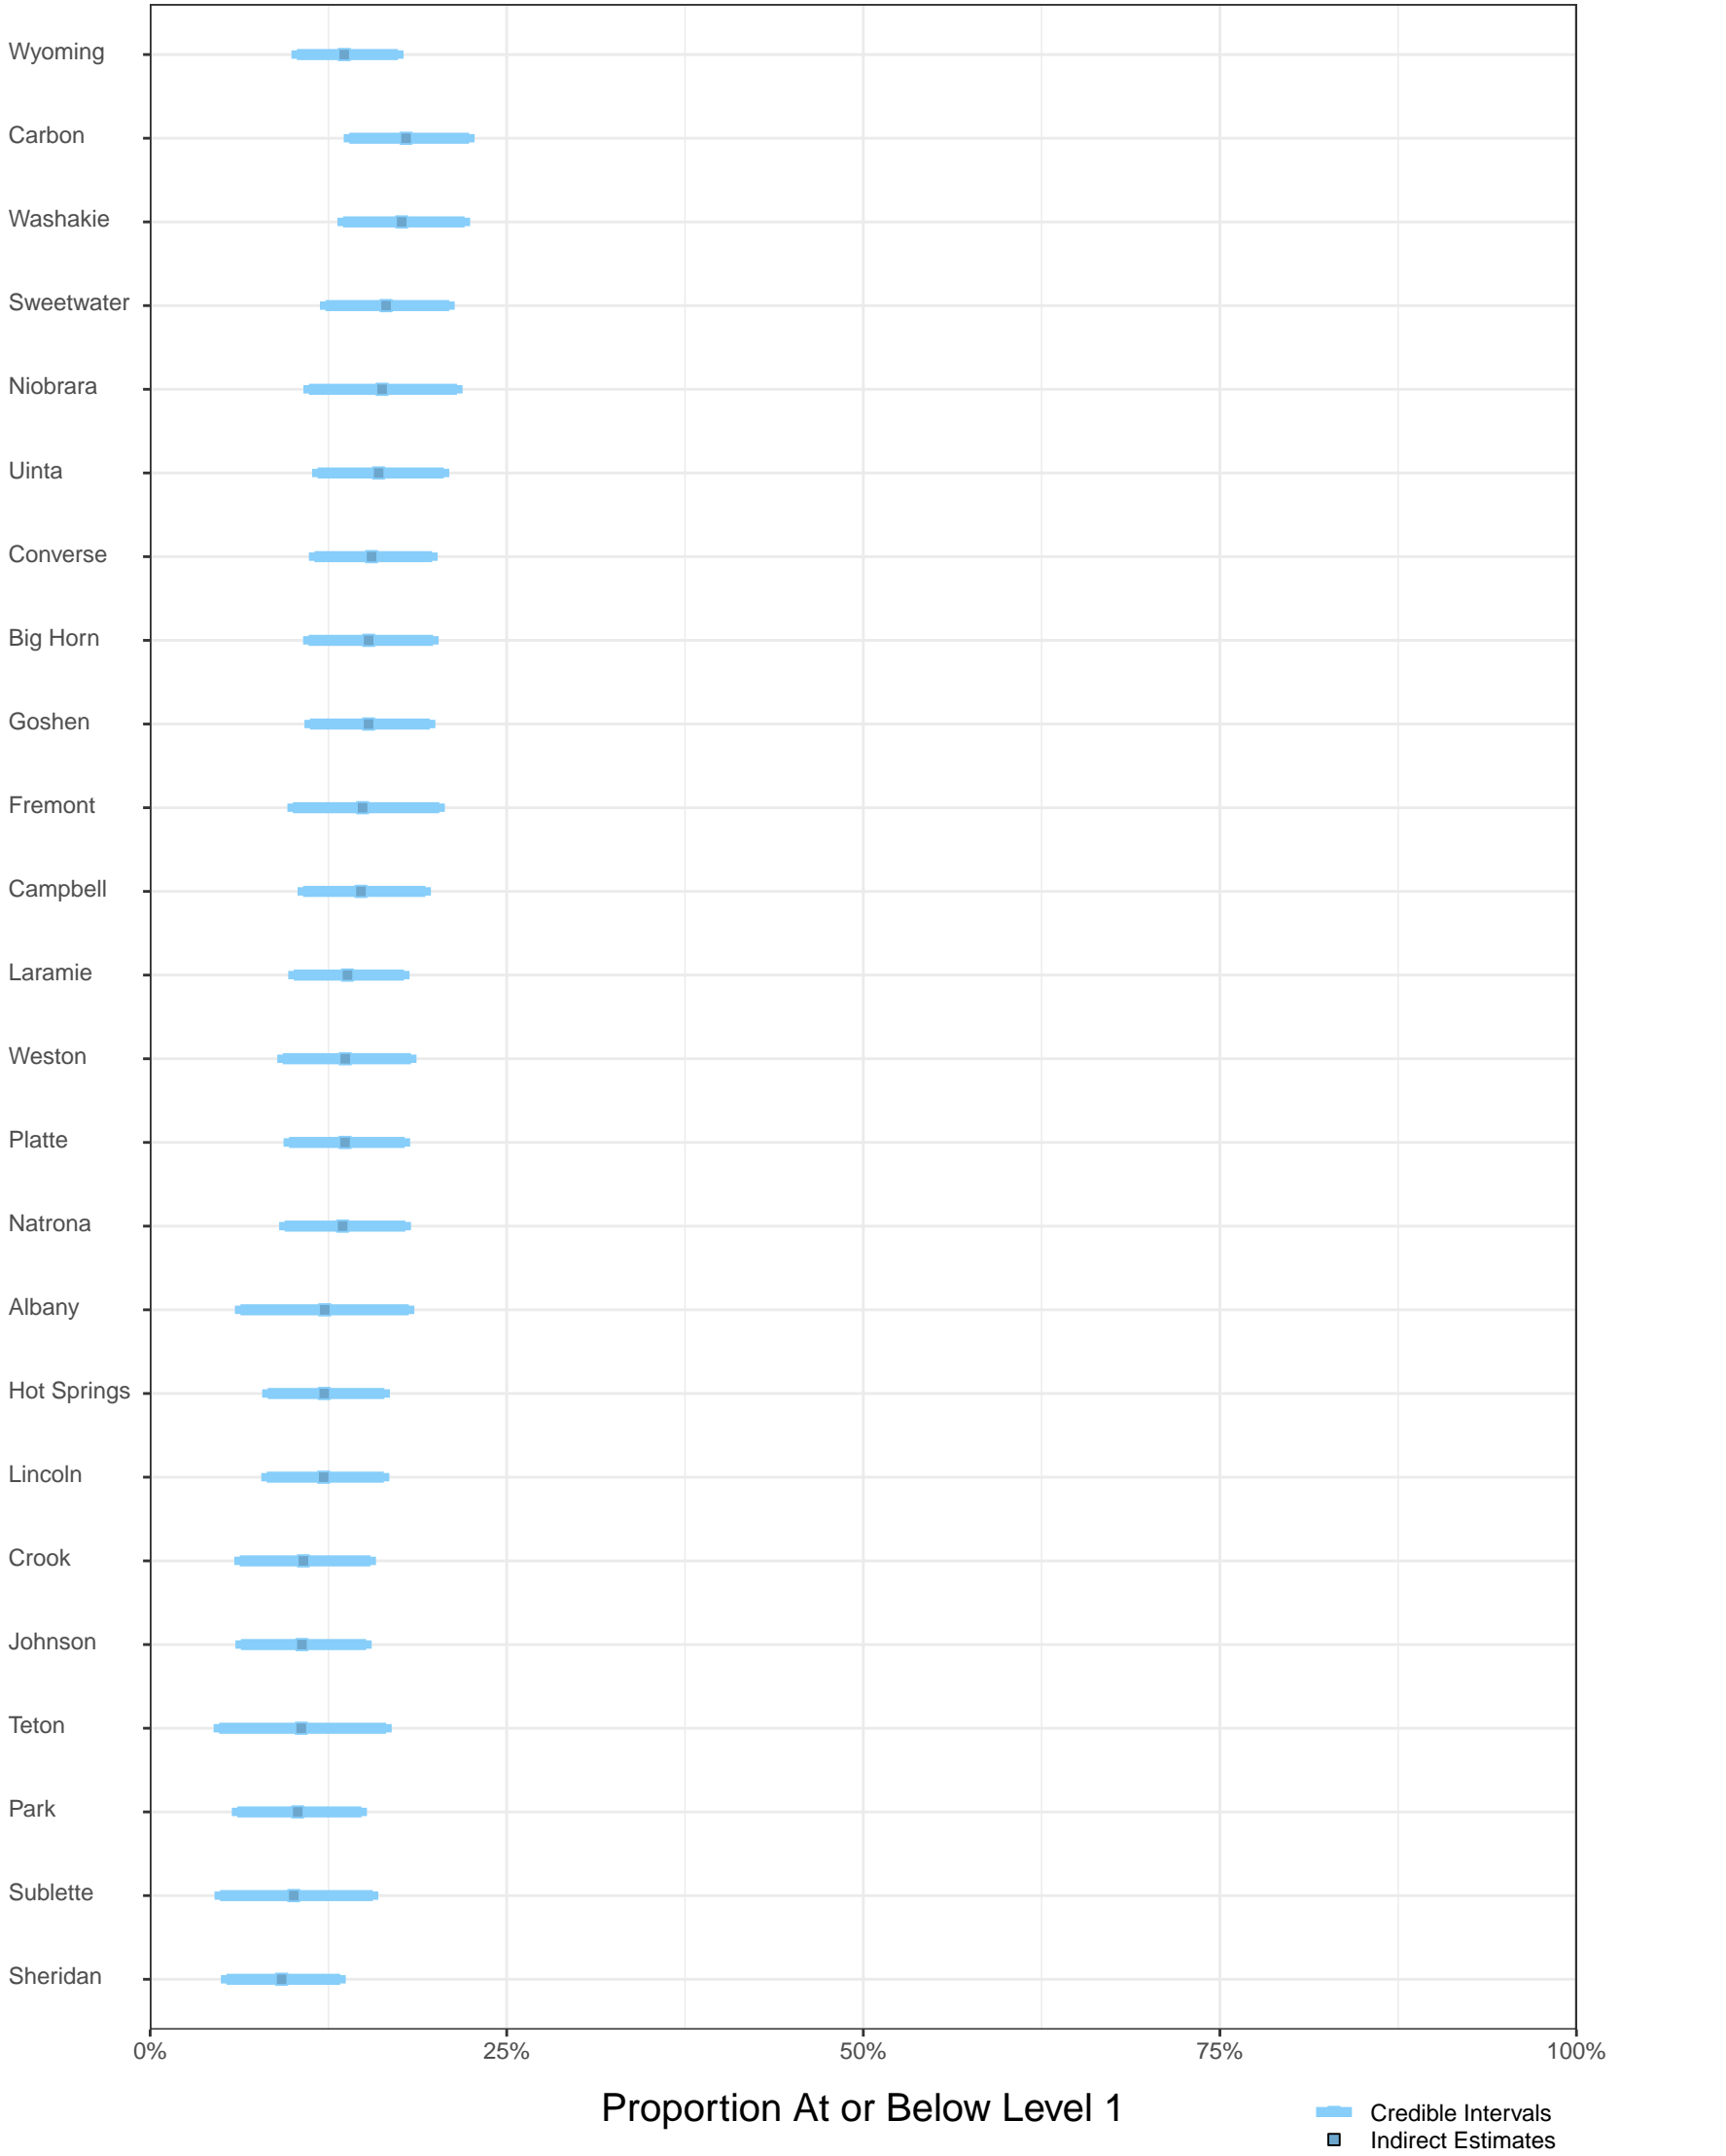 Wyoming
Carbon
Washakie
Sweetwater
Niobrara
Uinta
Converse
Big Horn
Goshen
Fremont
Campbell
Laramie
Weston
Platte
Natrona
Albany
Hot Springs
Lincoln
Crook
Johnson
Teton
Park
Sublette
Sheridan
0% 25% 50% 75% 100%
Proportion At or Below Level 1
Credible Intervals
Indirect Estimates